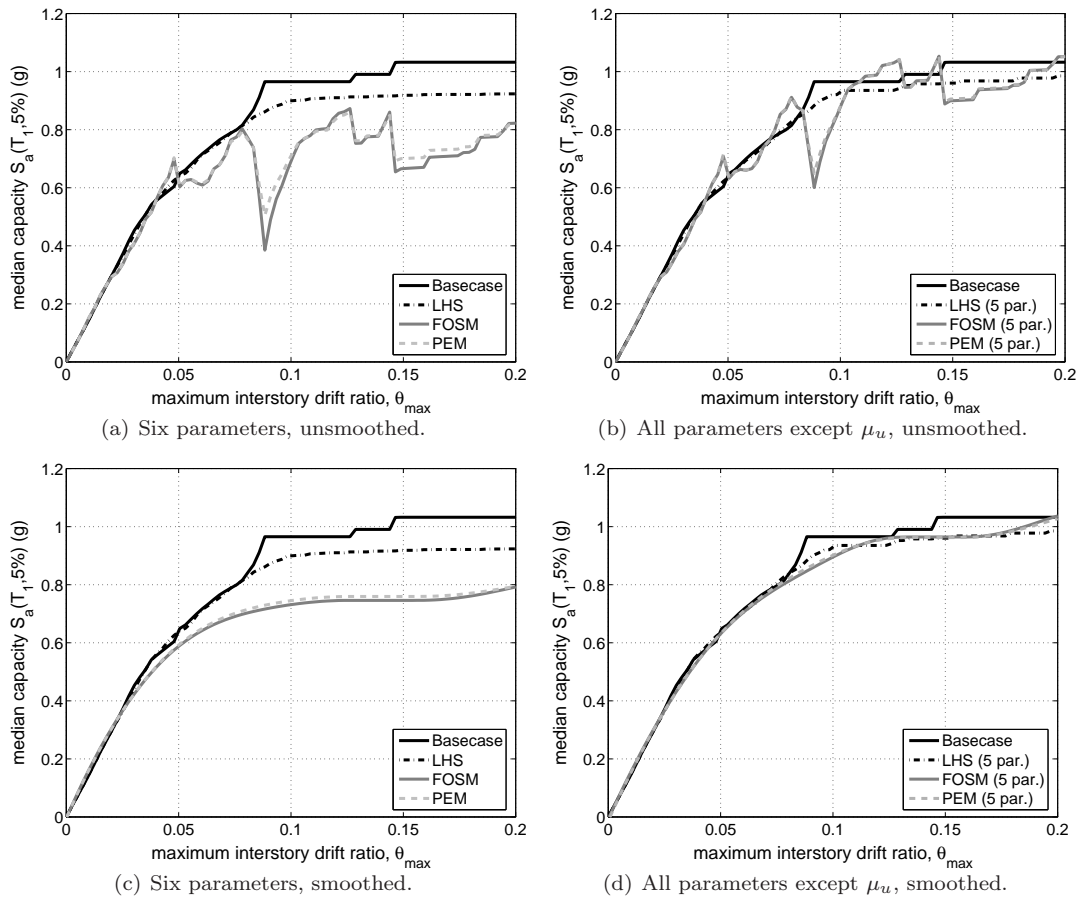 1.2
1
0.8
0.6
0.4
0.2
0
0 0.05 0.1 0.15 0.2
median capacity S_a(T_1,5%) (g)
maximum interstory drift ratio, θ_max
Basecase
LHS
FOSM
PEM
(a) Six parameters, unsmoothed.
1.2
1
0.8
0.6
0.4
0.2
0
0 0.05 0.1 0.15 0.2
median capacity S_a(T_1,5%) (g)
maximum interstory drift ratio, θ_max
Basecase
LHS (5 par.)
FOSM (5 par.)
PEM (5 par.)
(b) All parameters except μ_u, unsmoothed.
1.2
1
0.8
0.6
0.4
0.2
0
0 0.05 0.1 0.15 0.2
median capacity S_a(T_1,5%) (g)
maximum interstory drift ratio, θ_max
Basecase
LHS
FOSM
PEM
(c) Six parameters, smoothed.
1.2
1
0.8
0.6
0.4
0.2
0
0 0.05 0.1 0.15 0.2
median capacity S_a(T_1,5%) (g)
maximum interstory drift ratio, θ_max
Basecase
LHS (5 par.)
FOSM (5 par.)
PEM (5 par.)
(d) All parameters except μ_u, smoothed.